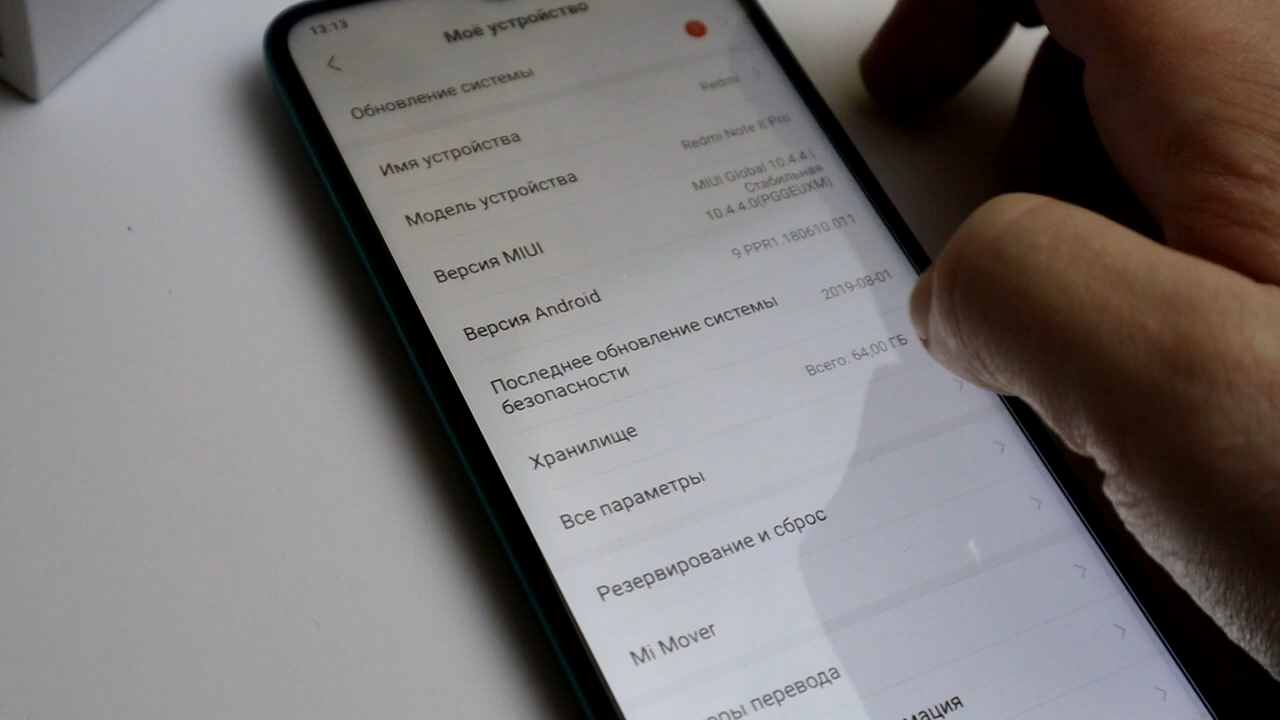 13:13
Моё устройство
Обновление системы
Имя устройства
Redmi
Модель устройства
Redmi Note 8 Pro
Версия MIUI
MIUI Global 10.4.4 |
Стабильная
10.4.4.0(PGGEUXM)
Версия Android
9 PPR1.180610.011
Последнее обновление системы
безопасности
2019-08-01
Хранилище
Всего: 64,00 ГБ
Все параметры
Резервирование и сброс
Mi Mover
перевода